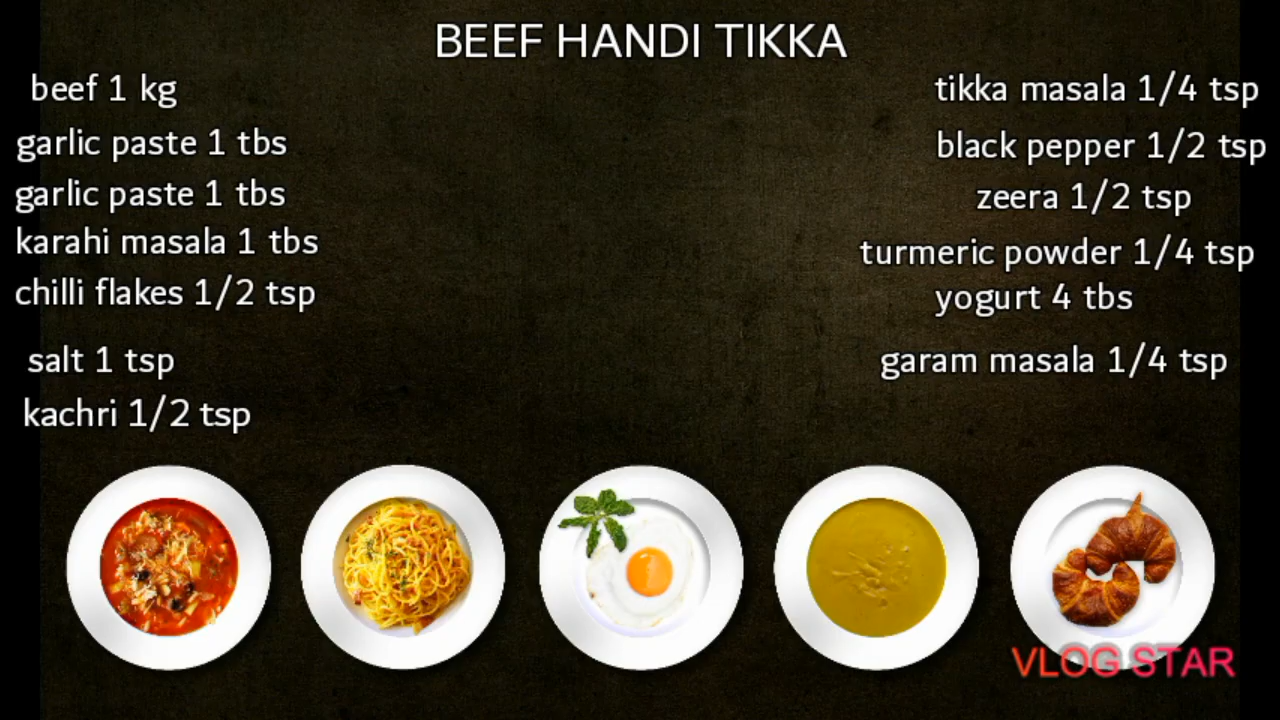 BEEF HANDI TIKKA
beef 1 kg
garlic paste 1 tbs
garlic paste 1 tbs
karahi masala 1 tbs
chilli flakes 1/2 tsp
salt 1 tsp
kachri 1/2 tsp
tikka masala 1/4 tsp
black pepper 1/2 tsp
zeera 1/2 tsp
turmeric powder 1/4 tsp
yogurt 4 tbs
garam masala 1/4 tsp
VLOG STAR